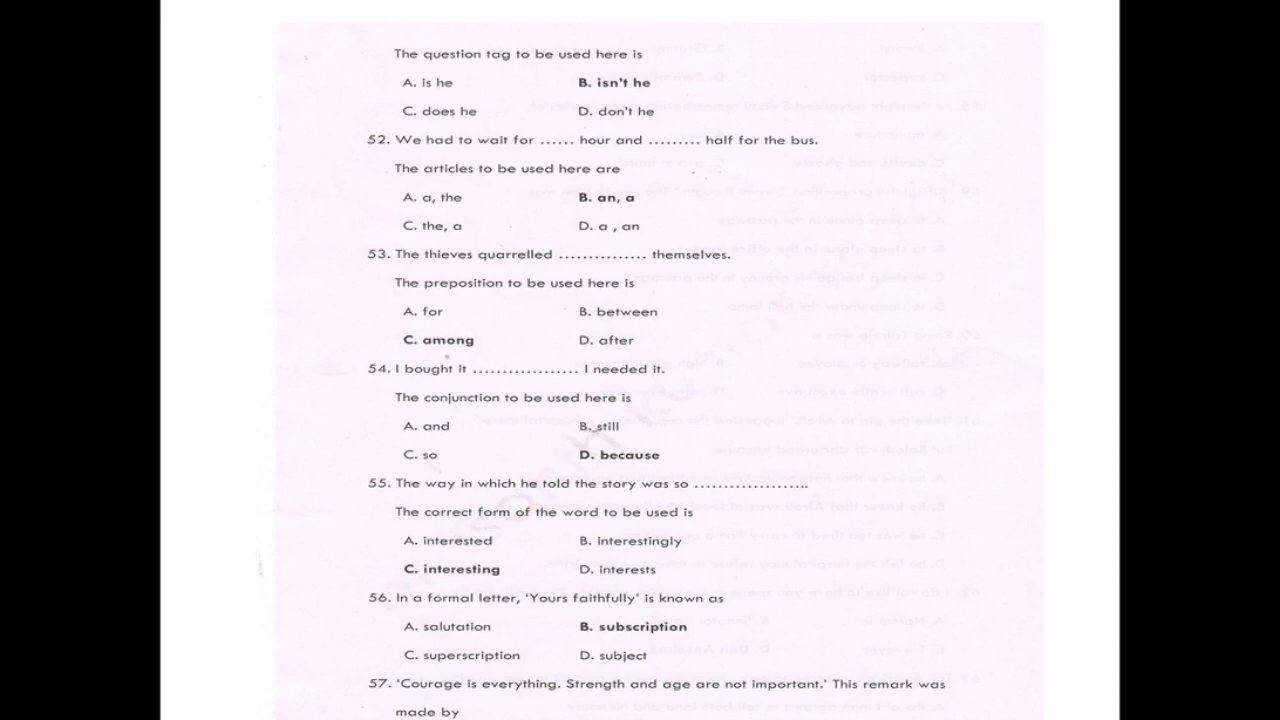 The question tag to be used here is
A. is he B. isn't he
C. does he D. don't he
52. We had to wait for ...... hour and ......... half for the bus.
The articles to be used here are
A. a, the B. an, a
C. the, a D. a , an
53. The thieves quarrelled ............... themselves.
The preposition to be used here is
A. for B. between
C. among D. after
54. I bought it .................. I needed it.
The conjunction to be used here is
A. and B. still
C. so D. because
55. The way in which he told the story was so ...................
The correct form of the word to be used is
A. interested B. interestingly
C. interesting D. interests
56. In a formal letter, 'Yours faithfully' is known as
A. salutation B. subscription
C. superscription D. subject
57. 'Courage is everything. Strength and age are not important.' This remark was
made by